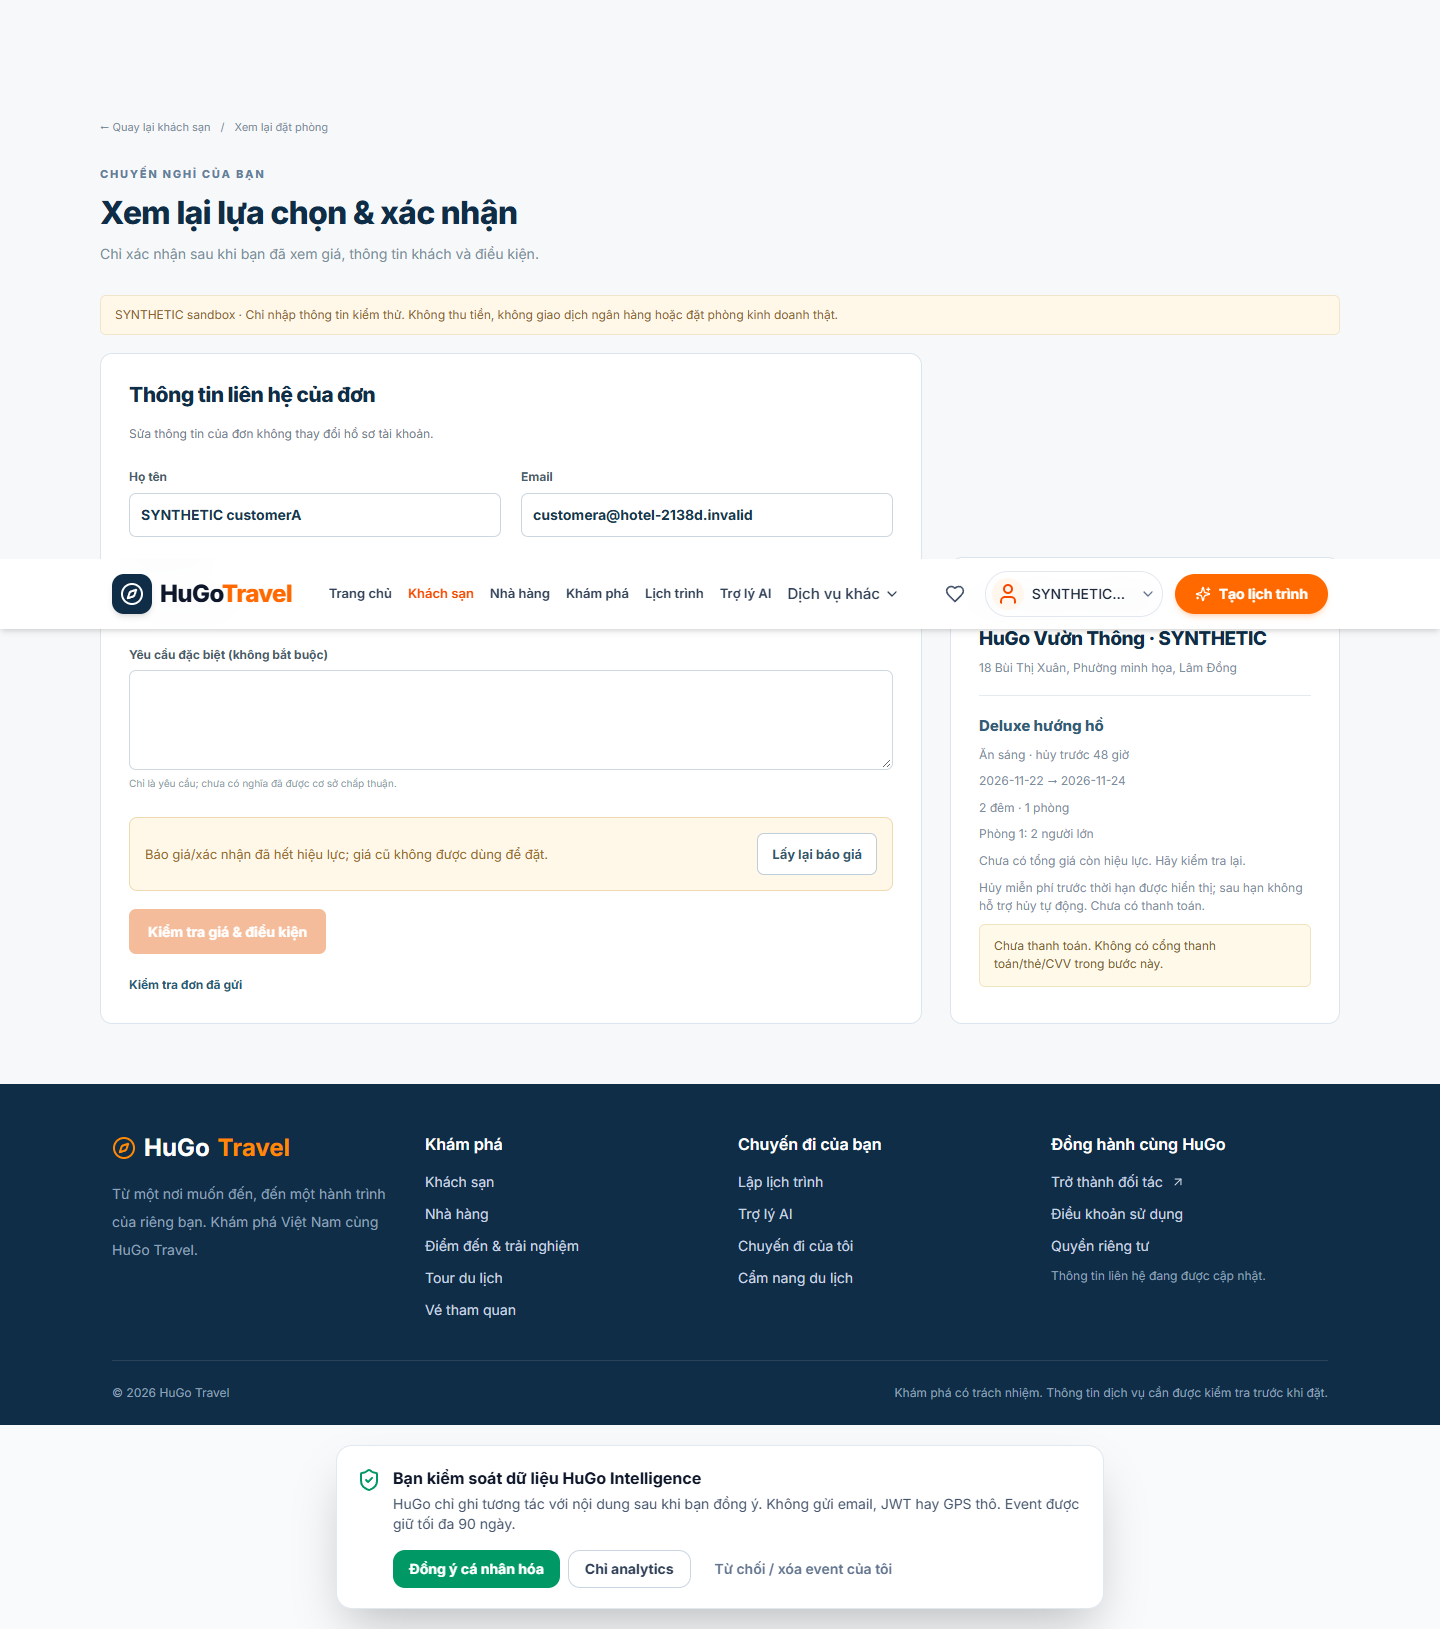 ← Quay lại khách sạn / Xem lại đặt phòng
CHUYẾN NGHỈ CỦA BẠN
Xem lại lựa chọn & xác nhận
Chỉ xác nhận sau khi bạn đã xem giá, thông tin khách và điều kiện.
SYNTHETIC sandbox · Chỉ nhập thông tin kiểm thử. Không thu tiền, không giao dịch ngân hàng hoặc đặt phòng kinh doanh thật.
Thông tin liên hệ của đơn
Sửa thông tin của đơn không thay đổi hồ sơ tài khoản.
Họ tên
SYNTHETIC customerA
Email
customera@hotel-2138d.invalid
HuGoTravel
Trang chủ
Khách sạn
Nhà hàng
Khám phá
Lịch trình
Trợ lý AI
Dịch vụ khác
SYNTHETIC...
Tạo lịch trình
Yêu cầu đặc biệt (không bắt buộc)
Chỉ là yêu cầu; chưa có nghĩa đã được cơ sở chấp thuận.
Báo giá/xác nhận đã hết hiệu lực; giá cũ không được dùng để đặt.
Lấy lại báo giá
Kiểm tra giá & điều kiện
Kiểm tra đơn đã gửi
HuGo Vườn Thông · SYNTHETIC
18 Bùi Thị Xuân, Phường minh họa, Lâm Đồng
Deluxe hướng hồ
Ăn sáng · hủy trước 48 giờ
2026-11-22 → 2026-11-24
2 đêm · 1 phòng
Phòng 1: 2 người lớn
Chưa có tổng giá còn hiệu lực. Hãy kiểm tra lại.
Hủy miễn phí trước thời hạn được hiển thị; sau hạn không
hỗ trợ hủy tự động. Chưa có thanh toán.
Chưa thanh toán. Không có cổng thanh
toán/thẻ/CVV trong bước này.
HuGo Travel
Từ một nơi muốn đến, đến một hành trình
của riêng bạn. Khám phá Việt Nam cùng
HuGo Travel.
Khám phá
Khách sạn
Nhà hàng
Điểm đến & trải nghiệm
Tour du lịch
Vé tham quan
Chuyến đi của bạn
Lập lịch trình
Trợ lý AI
Chuyến đi của tôi
Cẩm nang du lịch
Đồng hành cùng HuGo
Trở thành đối tác ↗
Điều khoản sử dụng
Quyền riêng tư
Thông tin liên hệ đang được cập nhật.
© 2026 HuGo Travel
Khám phá có trách nhiệm. Thông tin dịch vụ cần được kiểm tra trước khi đặt.
Bạn kiểm soát dữ liệu HuGo Intelligence
HuGo chỉ ghi tương tác với nội dung sau khi bạn đồng ý. Không gửi email, JWT hay GPS thô. Event được
giữ tối đa 90 ngày.
Đồng ý cá nhân hóa
Chỉ analytics
Từ chối / xóa event của tôi